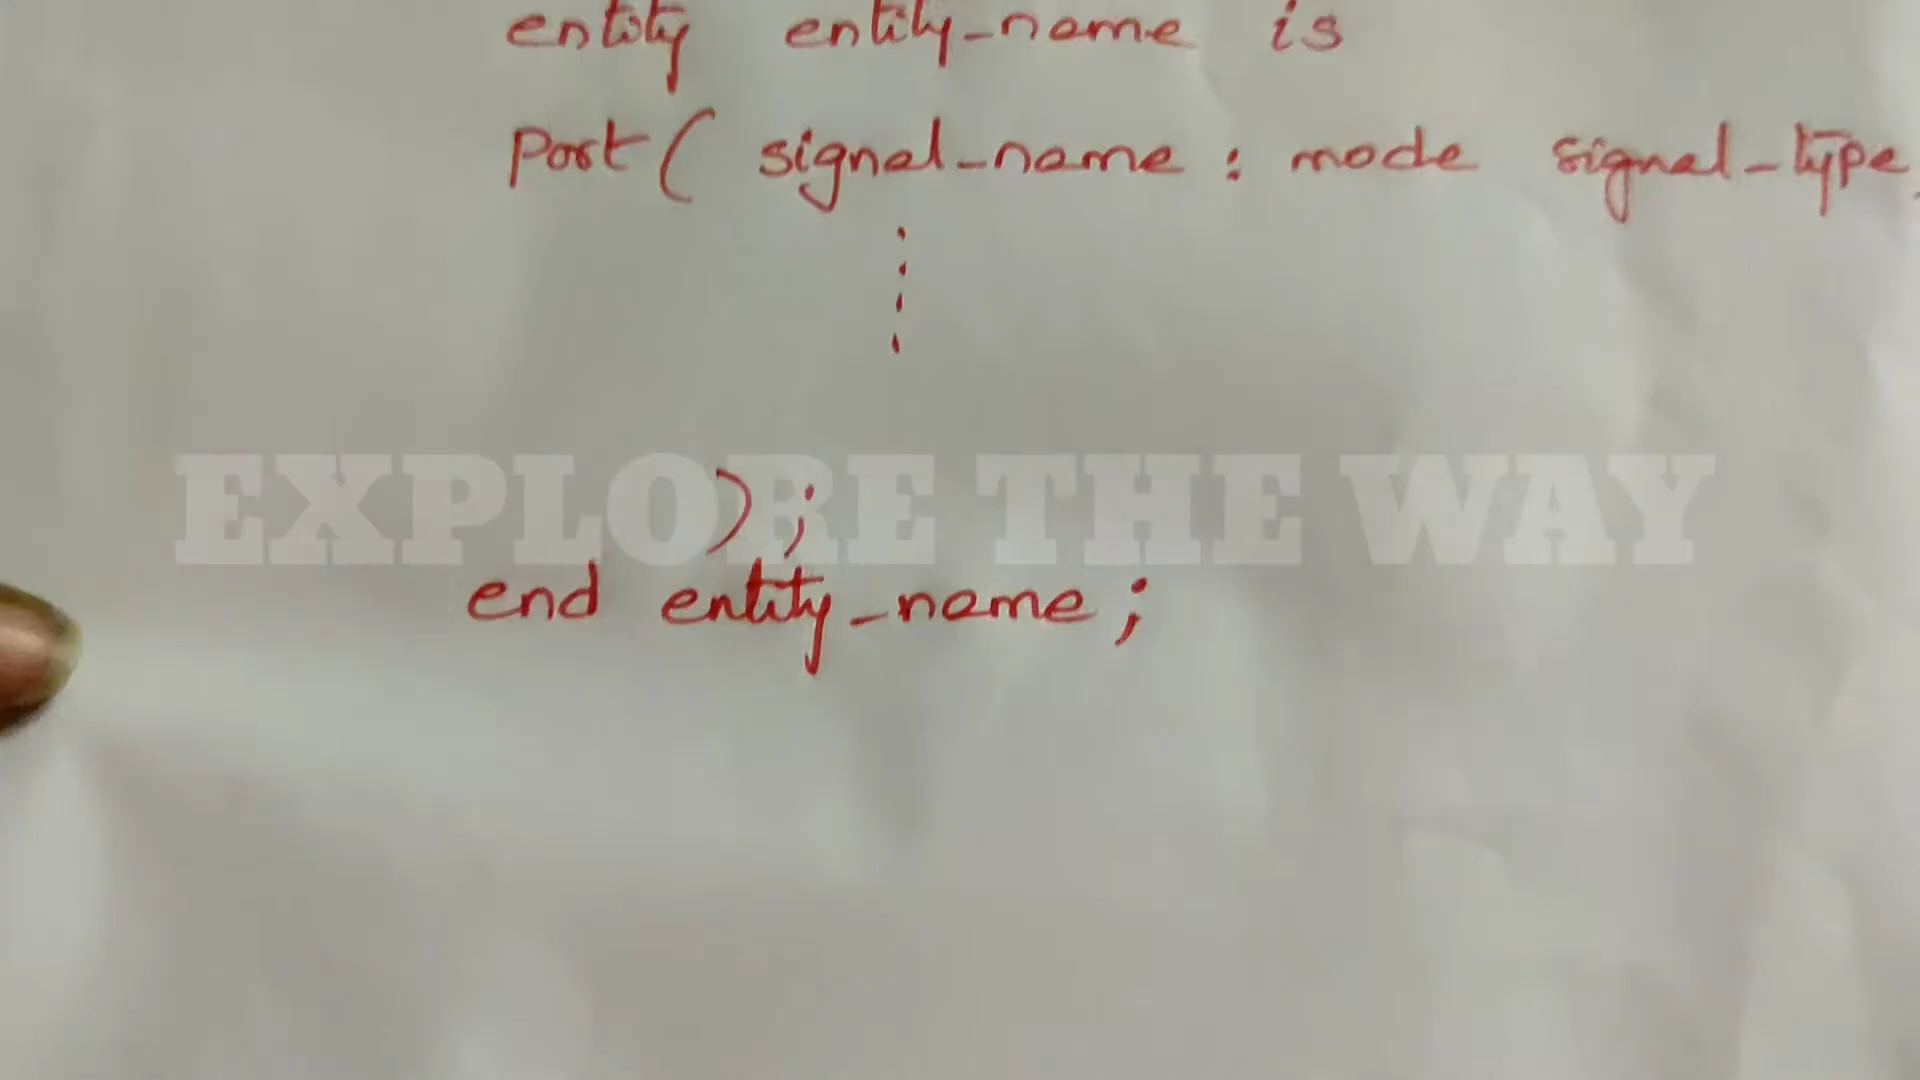 entity entity_name is
Port( signal_name : mode signal_type
:
:
EXPLORE THE WAY
);
end entity_name;